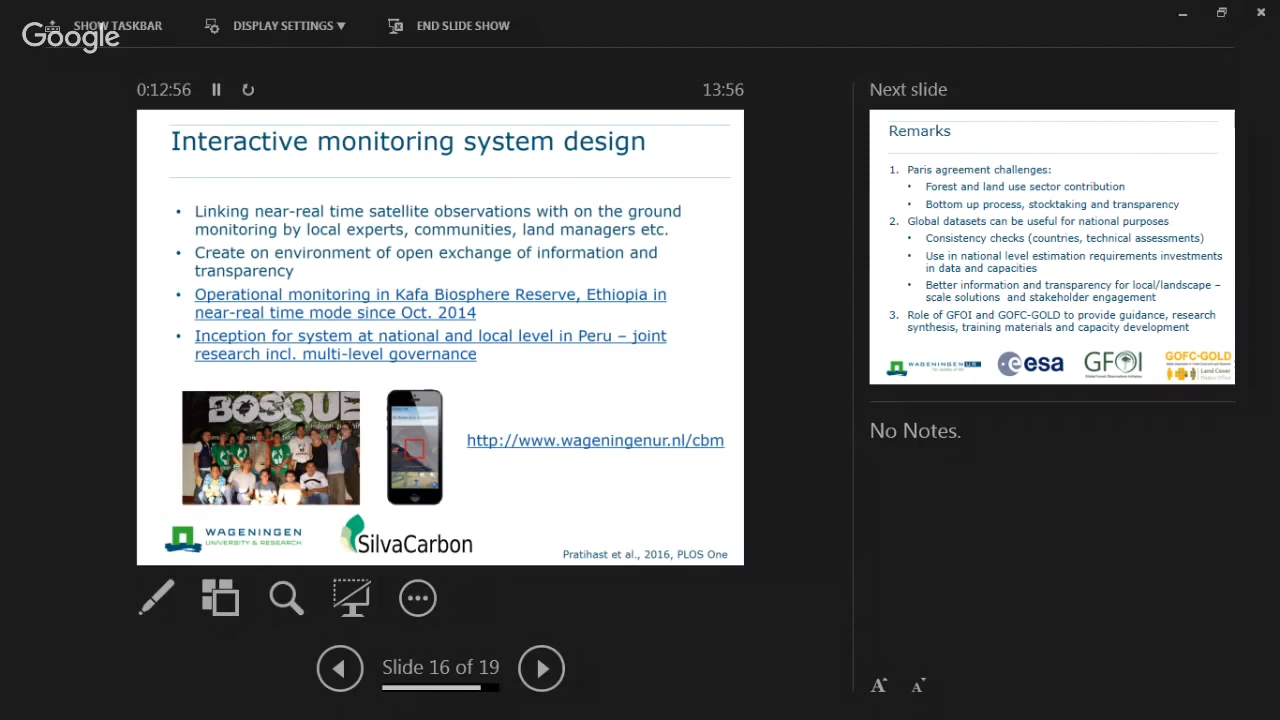 Google
SHOW TASKBAR
DISPLAY SETTINGS ▼
END SLIDE SHOW
0:12:56
13:56
Interactive monitoring system design
• Linking near-real time satellite observations with on the ground
monitoring by local experts, communities, land managers etc.
• Create on environment of open exchange of information and
transparency
• Operational monitoring in Kafa Biosphere Reserve, Ethiopia in
near-real time mode since Oct. 2014
• Inception for system at national and local level in Peru – joint
research incl. multi-level governance
BOSQUE
http://www.wageningenur.nl/cbm
WAGENINGEN
UNIVERSITY & RESEARCH
SilvaCarbon
Pratihast et al., 2016, PLOS One
Slide 16 of 19
Next slide
Remarks
1. Paris agreement challenges:
• Forest and land use sector contribution
• Bottom up process, stocktaking and transparency
2. Global datasets can be useful for national purposes
• Consistency checks (countries, technical assessments)
• Use in national level estimation requirements investments
in data and capacities
• Better information and transparency for local/landscape –
scale solutions and stakeholder engagement
3. Role of GFOI and GOFC-GOLD to provide guidance, research
synthesis, training materials and capacity development
WAGENINGEN UR
esa
GFOI
Global Forest Observations Initiative
GOFC-GOLD
Land Cover
No Notes.
A A